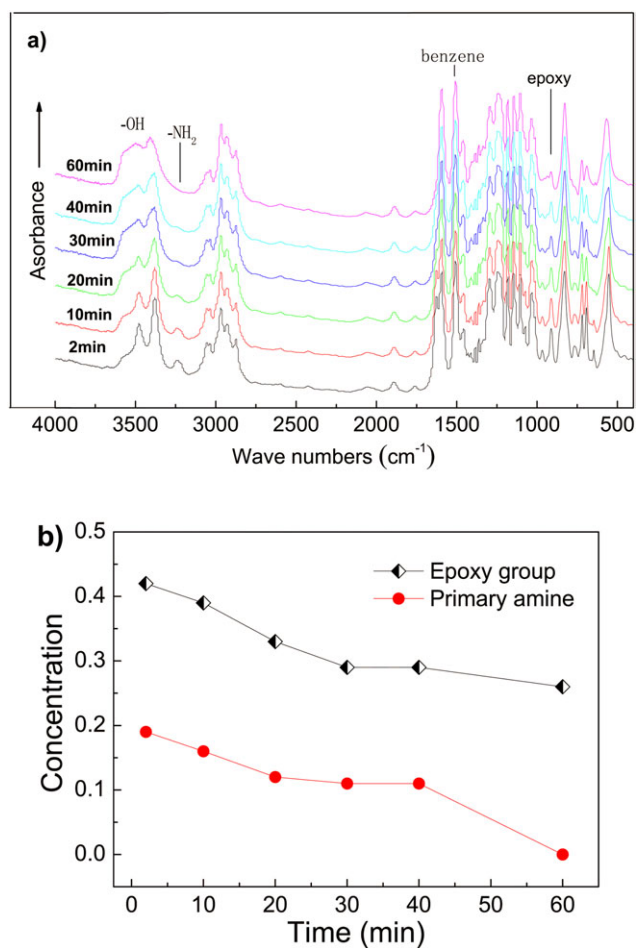 a)
benzene
epoxy
-OH
-NH2
60min
40min
30min
20min
10min
2min
Asorbance
4000 3500 3000 2500 2000 1500 1000 500
Wave numbers (cm-1)
b)
Epoxy group
Primary amine
0.5
0.4
0.3
0.2
0.1
0.0
Concentration
0 10 20 30 40 50 60
Time (min)